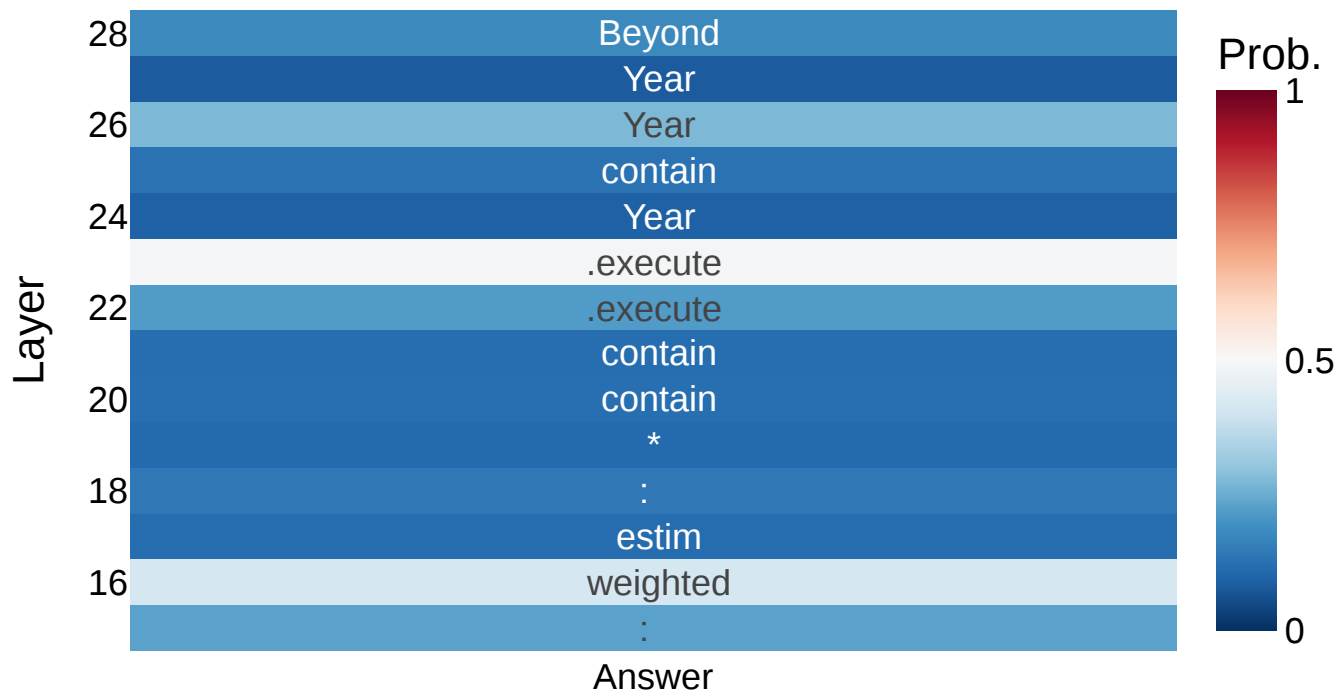 28 Beyond
Year
26 Year
contain
24 Year
.execute
22 .execute
contain
20 contain
*
18 :
estim
16 weighted
:
Answer
Layer
Prob.
1
0.5
0